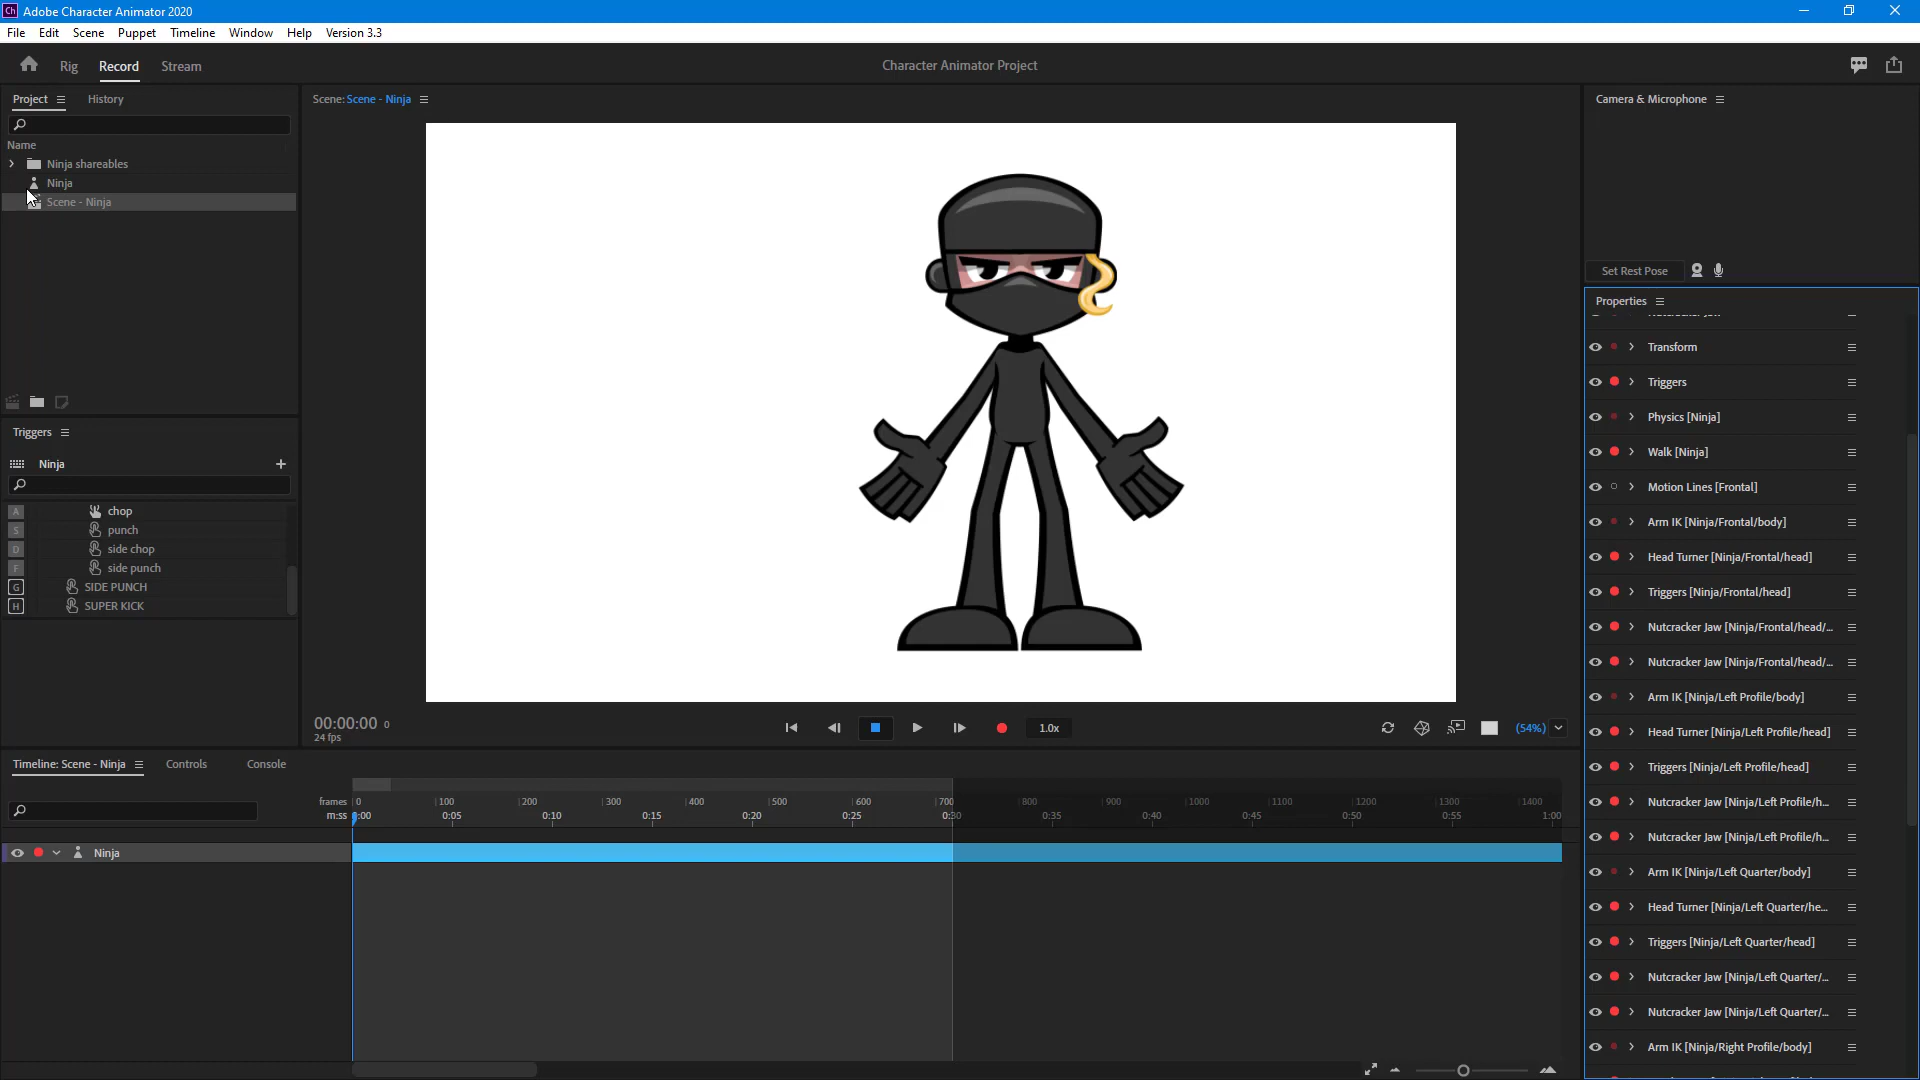 Ch Adobe Character Animator 2020
File Edit Scene Puppet Timeline Window Help Version 3.3
Rig Record Stream Character Animator Project
Project History
Scene: Scene - Ninja
Camera & Microphone
Name
Ninja shareables
Ninja
Scene - Ninja
Set Rest Pose
Properties
Transform
Triggers
Physics [Ninja]
Walk [Ninja]
Motion Lines [Frontal]
Arm IK [Ninja/Frontal/body]
Head Turner [Ninja/Frontal/head]
Triggers [Ninja/Frontal/head]
Nutcracker Jaw [Ninja/Frontal/head/...
Nutcracker Jaw [Ninja/Frontal/head/...
Arm IK [Ninja/Left Profile/body]
Head Turner [Ninja/Left Profile/head]
Triggers [Ninja/Left Profile/head]
Nutcracker Jaw [Ninja/Left Profile/h...
Nutcracker Jaw [Ninja/Left Profile/h...
Arm IK [Ninja/Left Quarter/body]
Head Turner [Ninja/Left Quarter/he...
Triggers [Ninja/Left Quarter/head]
Nutcracker Jaw [Ninja/Left Quarter/...
Nutcracker Jaw [Ninja/Left Quarter/...
Arm IK [Ninja/Right Profile/body]
Triggers
Ninja
A chop
S punch
D side chop
F side punch
G SIDE PUNCH
H SUPER KICK
00:00:00 0
24 fps
1.0x
(54%)
Timeline: Scene - Ninja Controls Console
frames 0 100 200 300 400 500 600 700 800 900 1000 1100 1200 1300 1400
m:ss 0:00 0:05 0:10 0:15 0:20 0:25 0:30 0:35 0:40 0:45 0:50 0:55 1:00
Ninja